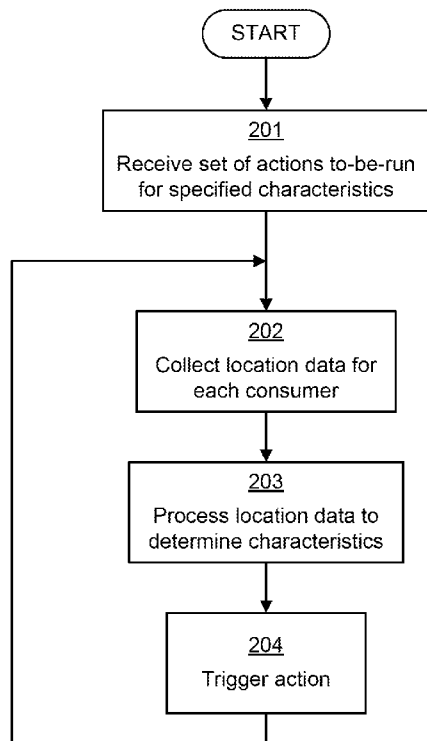 START
201
Receive set of actions to-be-run
for specified characteristics
202
Collect location data for
each consumer
203
Process location data to
determine characteristics
204
Trigger action